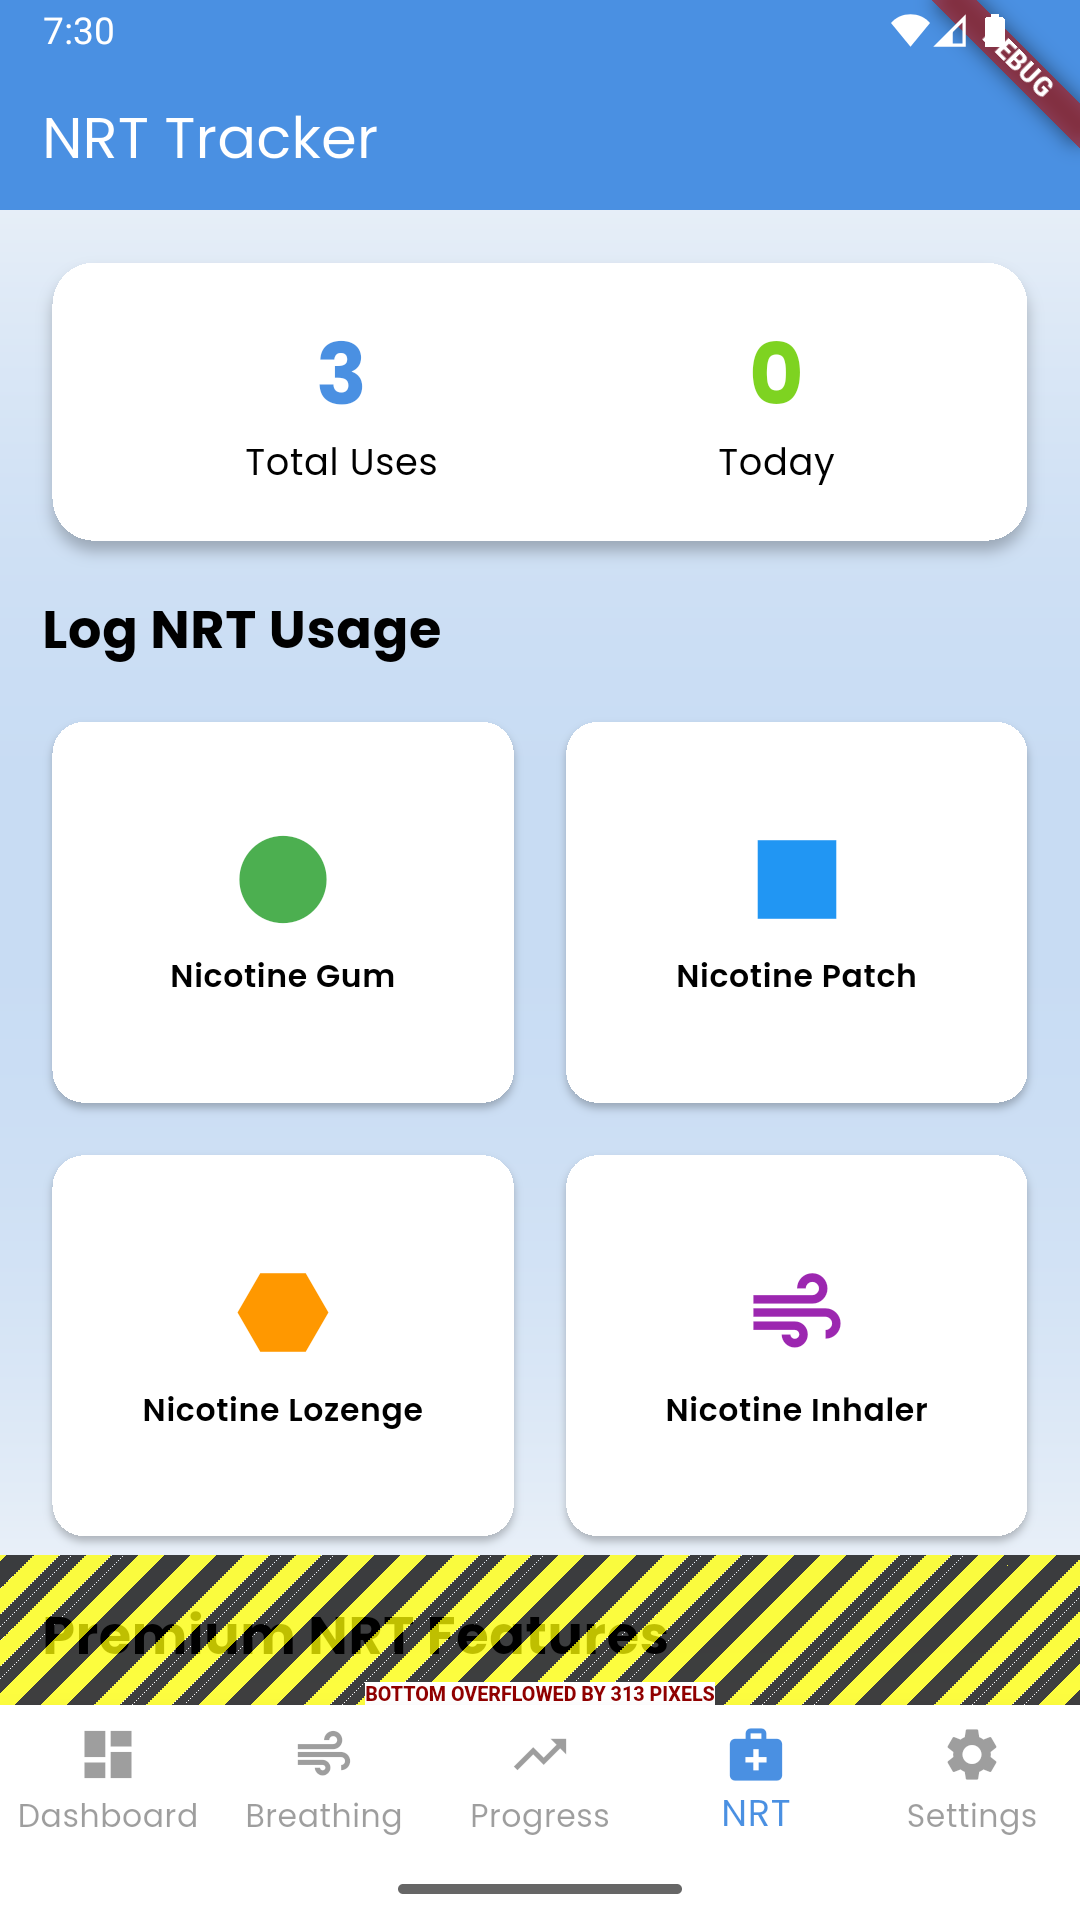 7:30
EBUG
NRT Tracker
3
0
Total Uses
Today
Log NRT Usage
Nicotine Gum
Nicotine Patch
Nicotine Lozenge
Nicotine Inhaler
Premium NRT Features
BOTTOM OVERFLOWED BY 313 PIXELS
Dashboard
Breathing
Progress
NRT
Settings